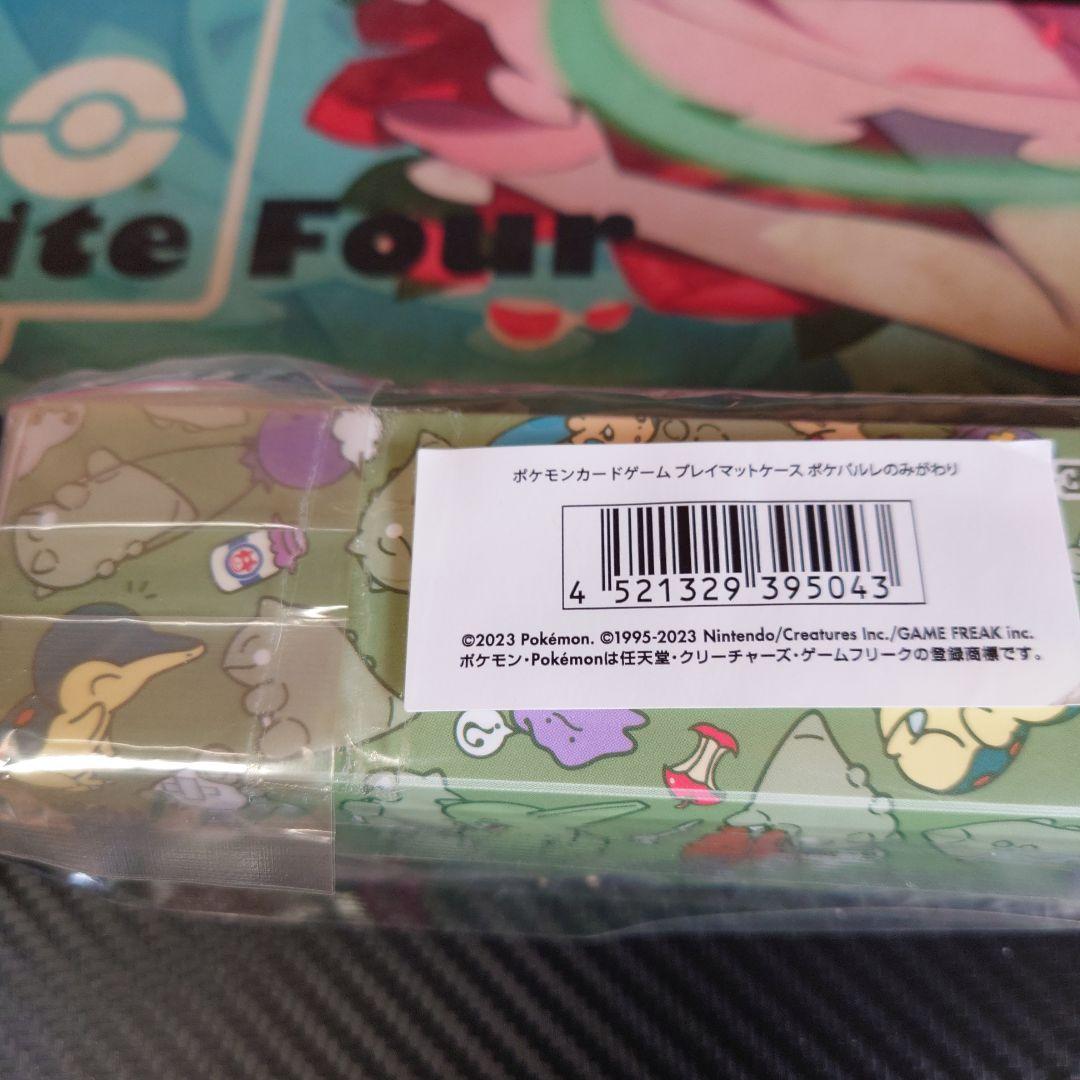 Four
ポケモンカードゲーム プレイマットケース ポケパルレのみがわり
4 521329 395043
©2023 Pokémon. ©1995-2023 Nintendo/Creatures Inc./GAME FREAK inc.
ポケモン・Pokémonは任天堂・クリーチャーズ・ゲームフリークの登録商標です。
?